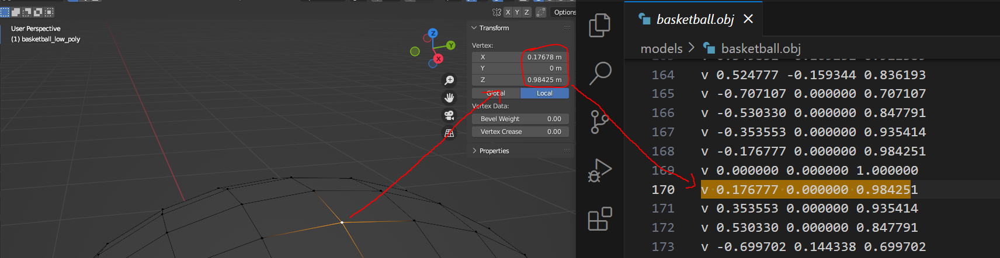 X Y Z Options
User Perspective
(1) basketball_low_poly
Z
Y
X
Transform
Vertex:
X 0.17678 m
Y 0 m
Z 0.98425 m
Global Local
Vertex Data:
Bevel Weight 0.00
Vertex Crease 0.00
Properties
basketball.obj
models > basketball.obj
164 v 0.524777 -0.159344 0.836193
165 v -0.707107 0.000000 0.707107
166 v -0.530330 0.000000 0.847791
167 v -0.353553 0.000000 0.935414
168 v -0.176777 0.000000 0.984251
169 v 0.000000 0.000000 1.000000
170 v 0.176777 0.000000 0.984251
171 v 0.353553 0.000000 0.935414
172 v 0.530330 0.000000 0.847791
173 v -0.699702 0.144338 0.699702